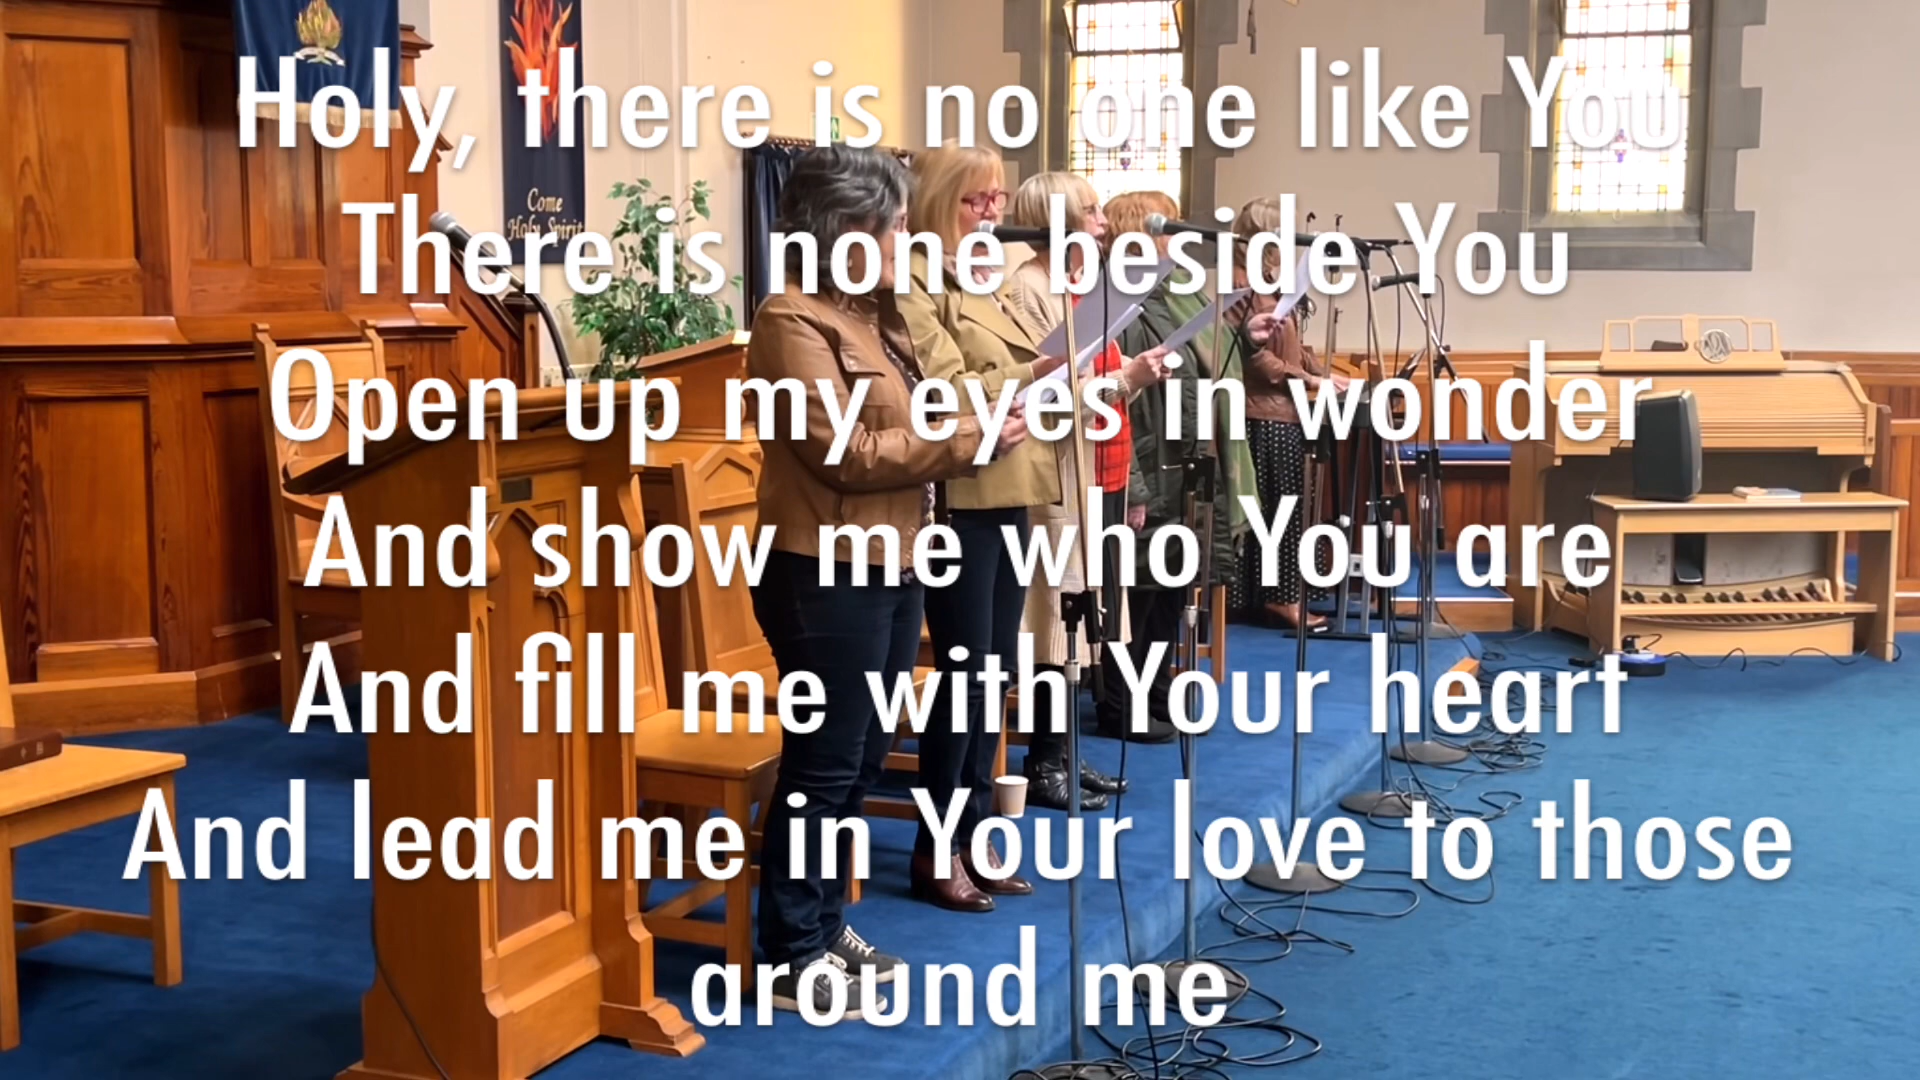 Come
Holy Spirit
Holy, there is no one like You
There is none beside You
Open up my eyes in wonder
And show me who You are
And fill me with Your heart
And lead me in Your love to those
around me